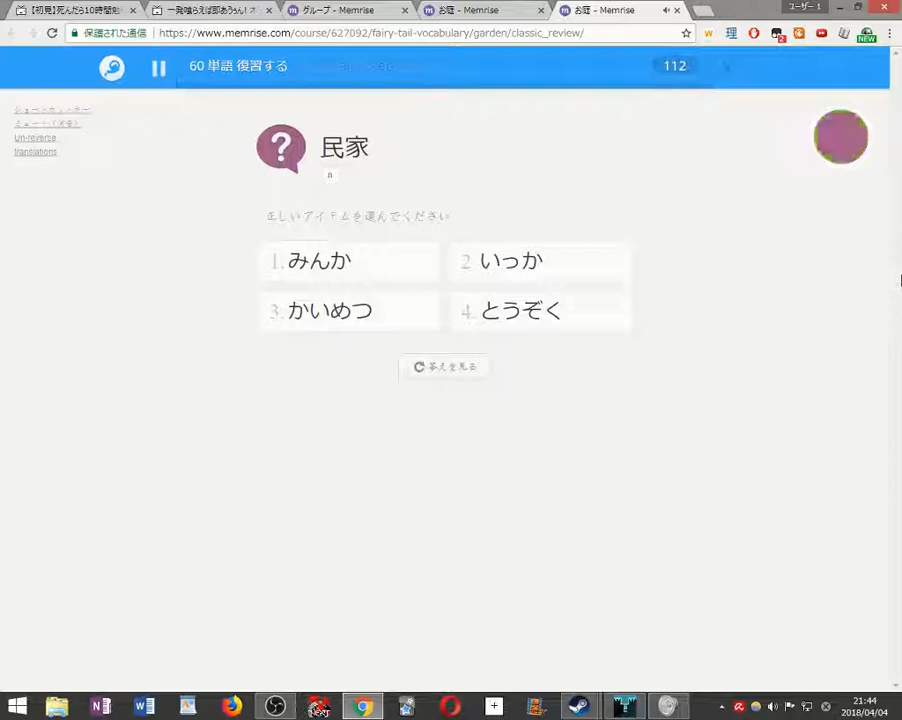 【初見】死んだら10時間勉
一発喰らえば即あうぅん! オ
グループ - Memrise
お庭 - Memrise
お庭 - Memrise
ユーザー 1
保護された通信
https://www.memrise.com/course/627092/fairy-tail-vocabulary/garden/classic_review/
60 単語 復習する
112
Un-reverse
translations
?
民家
n
正しいアイテムを選んでください
1. みんか
2 いっか
3. かいめつ
4. とうぞく
答えを見る
21:44
2018/04/04